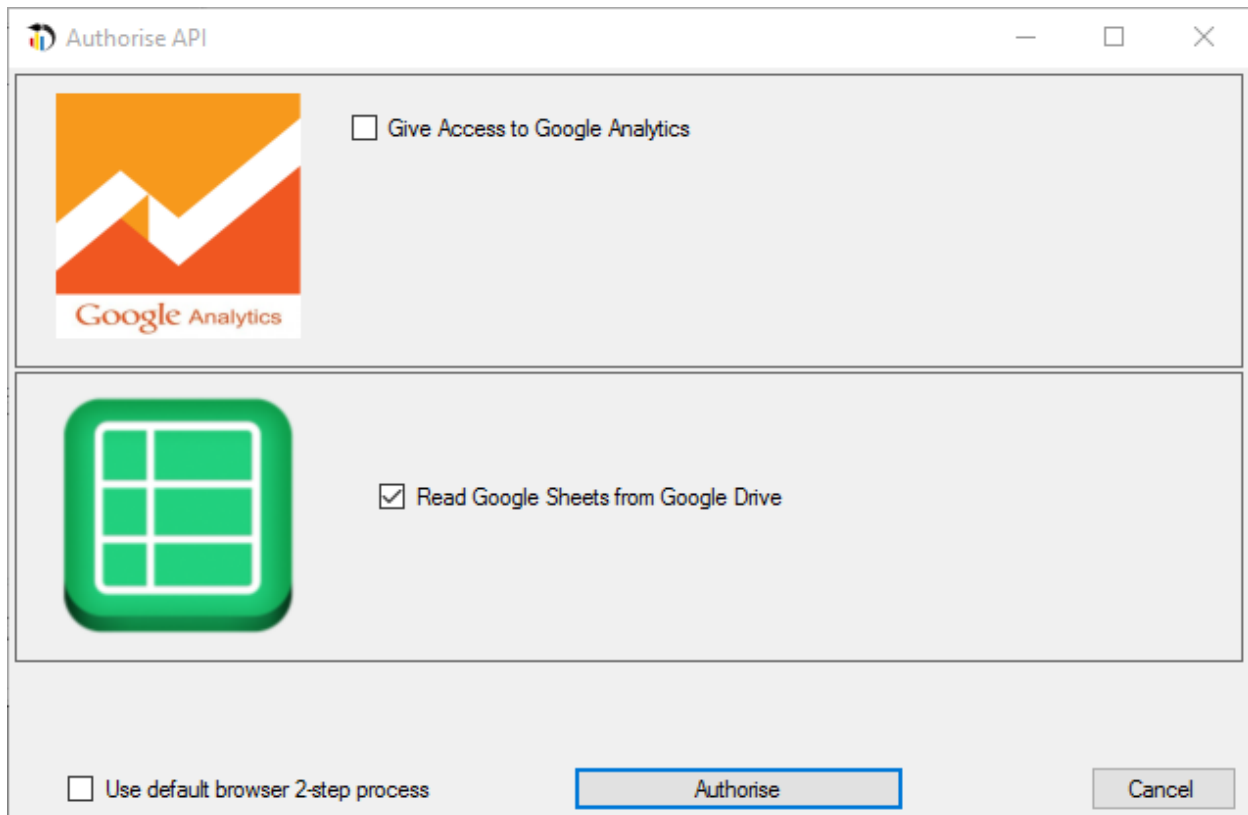 Authorise API
Give Access to Google Analytics
Google Analytics
Read Google Sheets from Google Drive
Use default browser 2-step process
Authorise
Cancel